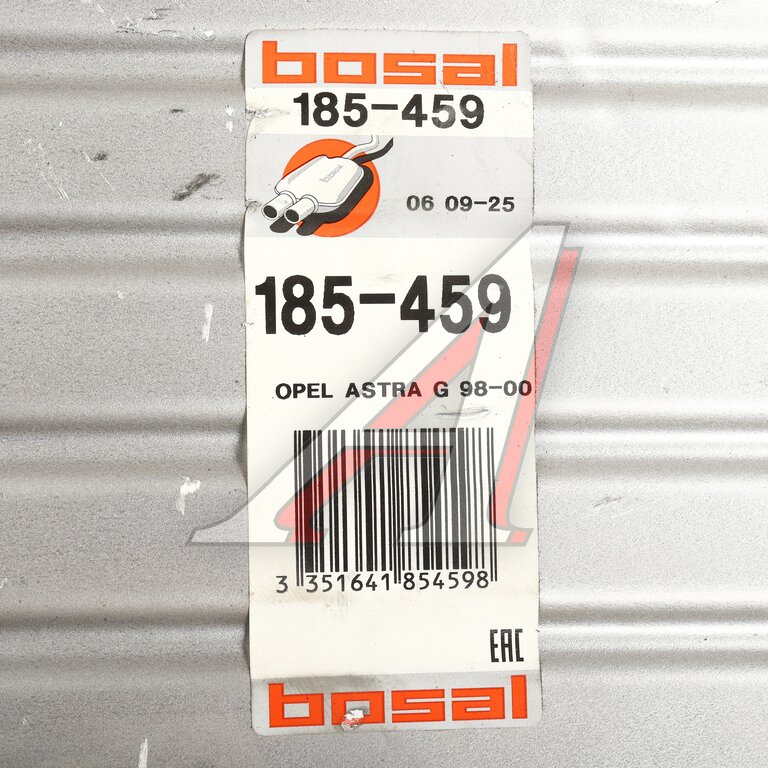 bosal
185-459
06 09-25
185-459
OPEL ASTRA G 98-00
3 351641 854598
EAC
bosal